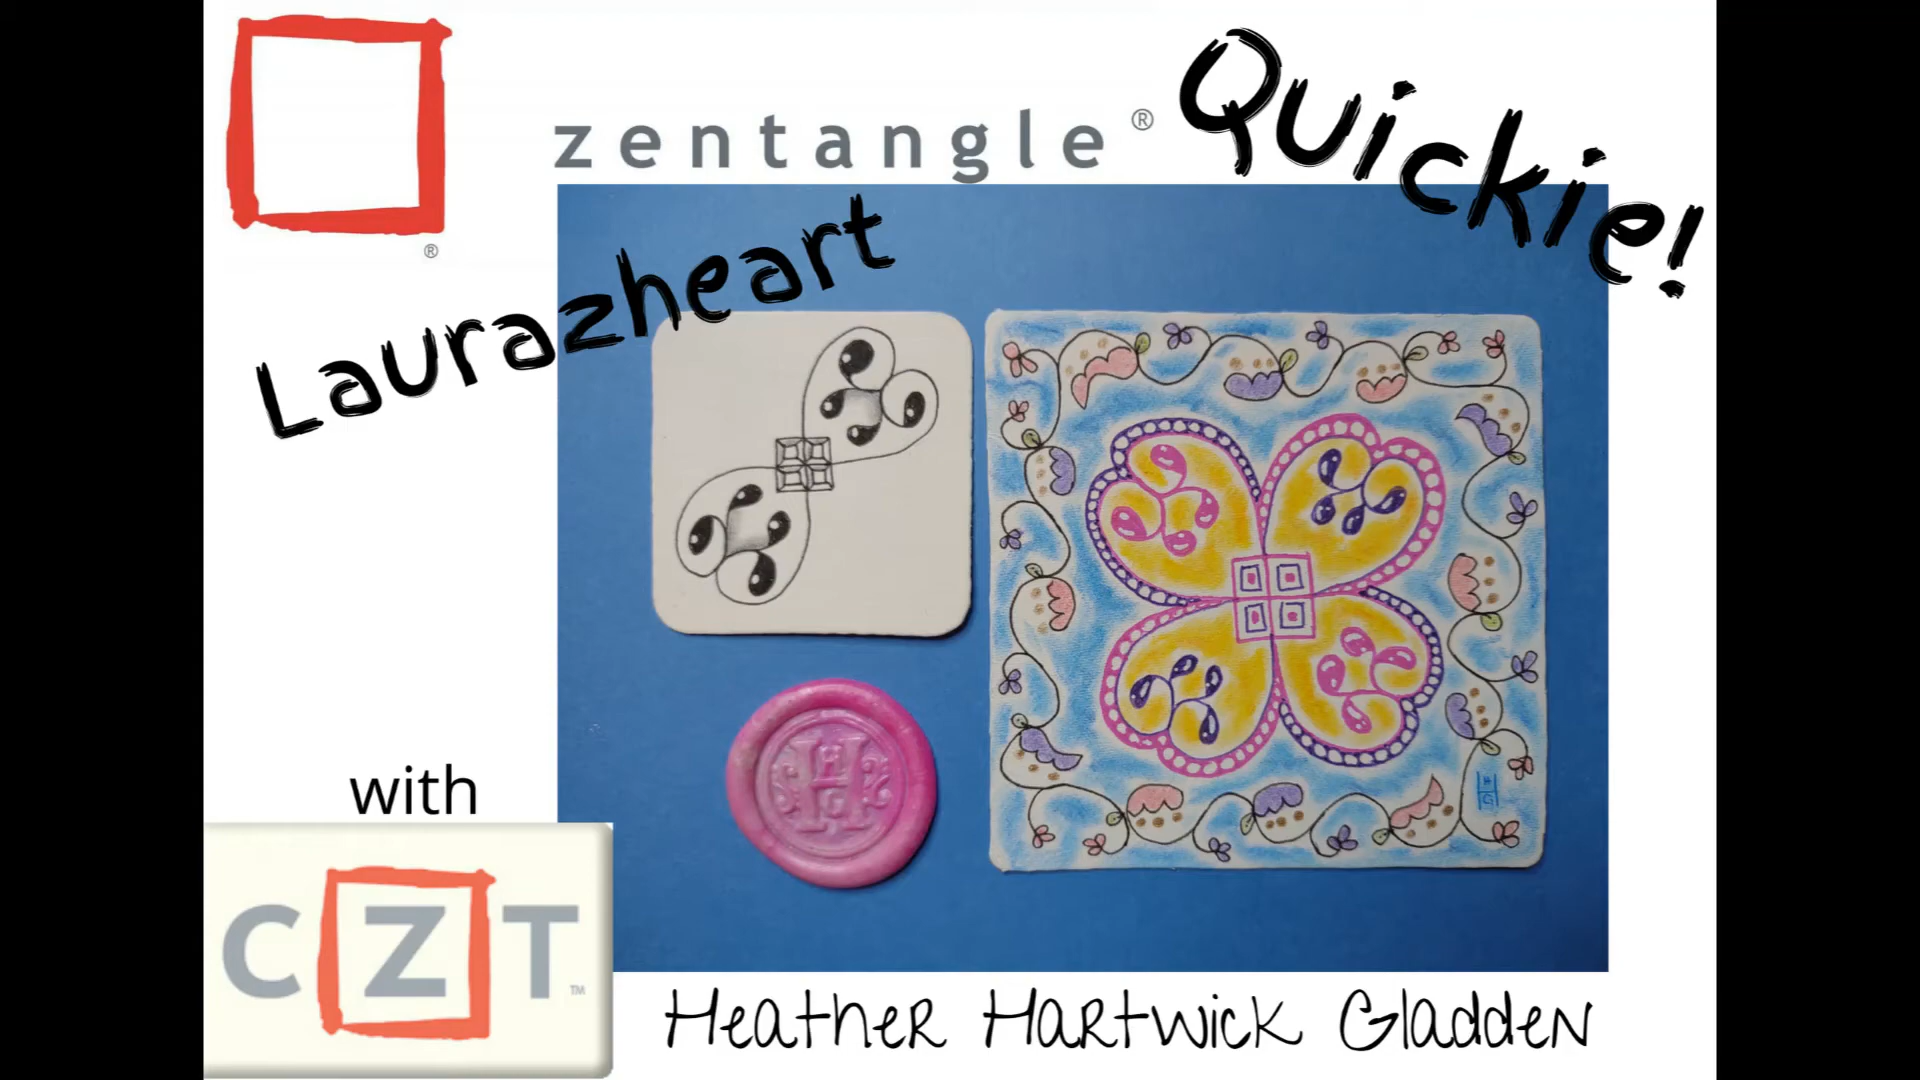 zentangle®
Quickie!
®
Laurazheart
H
G
H
G
with
CZT™
Heather Hartwick Gladden